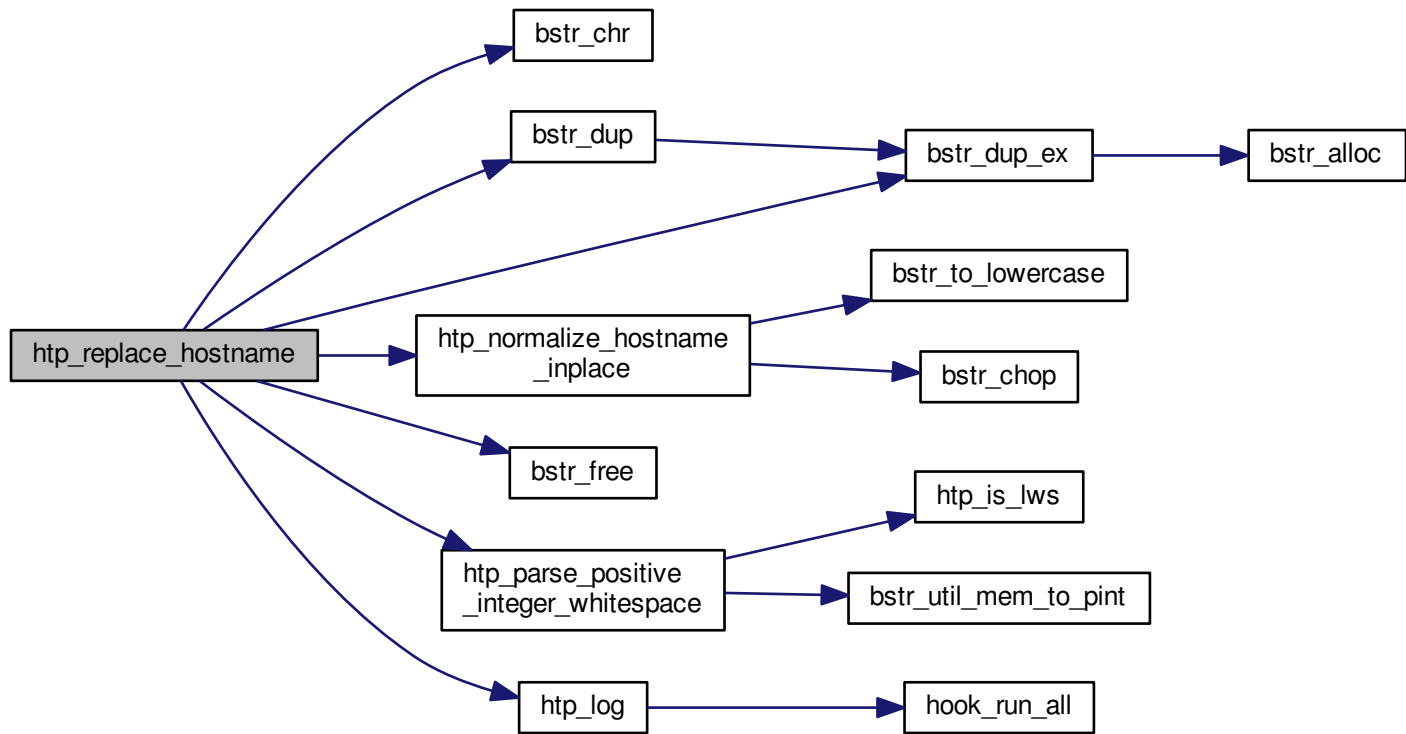 bstr_chr
bstr_dup
bstr_dup_ex
bstr_alloc
bstr_to_lowercase
htp_replace_hostname
htp_normalize_hostname
_inplace
bstr_chop
bstr_free
htp_is_lws
htp_parse_positive
_integer_whitespace
bstr_util_mem_to_pint
htp_log
hook_run_all